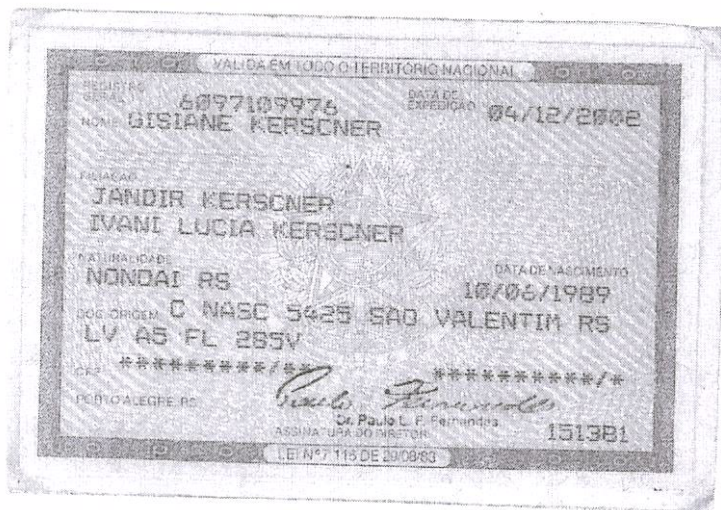 VALIDA EM TODO O TERRITÓRIO NACIONAL
REGISTRO GERAL 6097109976 DATA DE EXPEDIÇÃO 04/12/2002
NOME GISIANE KERSCNER
FILIAÇÃO
JANDIR KERSCNER
IVANI LUCIA KERSCNER
NATURALIDADE DATA DE NASCIMENTO
NONOAI RS 10/06/1989
DOC ORIGEM C NASC 5425 SAO VALENTIM RS
LV A5 FL 285V
CPF *********/** **********/*
PORTO ALEGRE, RS
Dr. Paulo L. F. Fernandes
ASSINATURA DO DIRETOR 151381
LEI Nº 7.116 DE 29/08/83